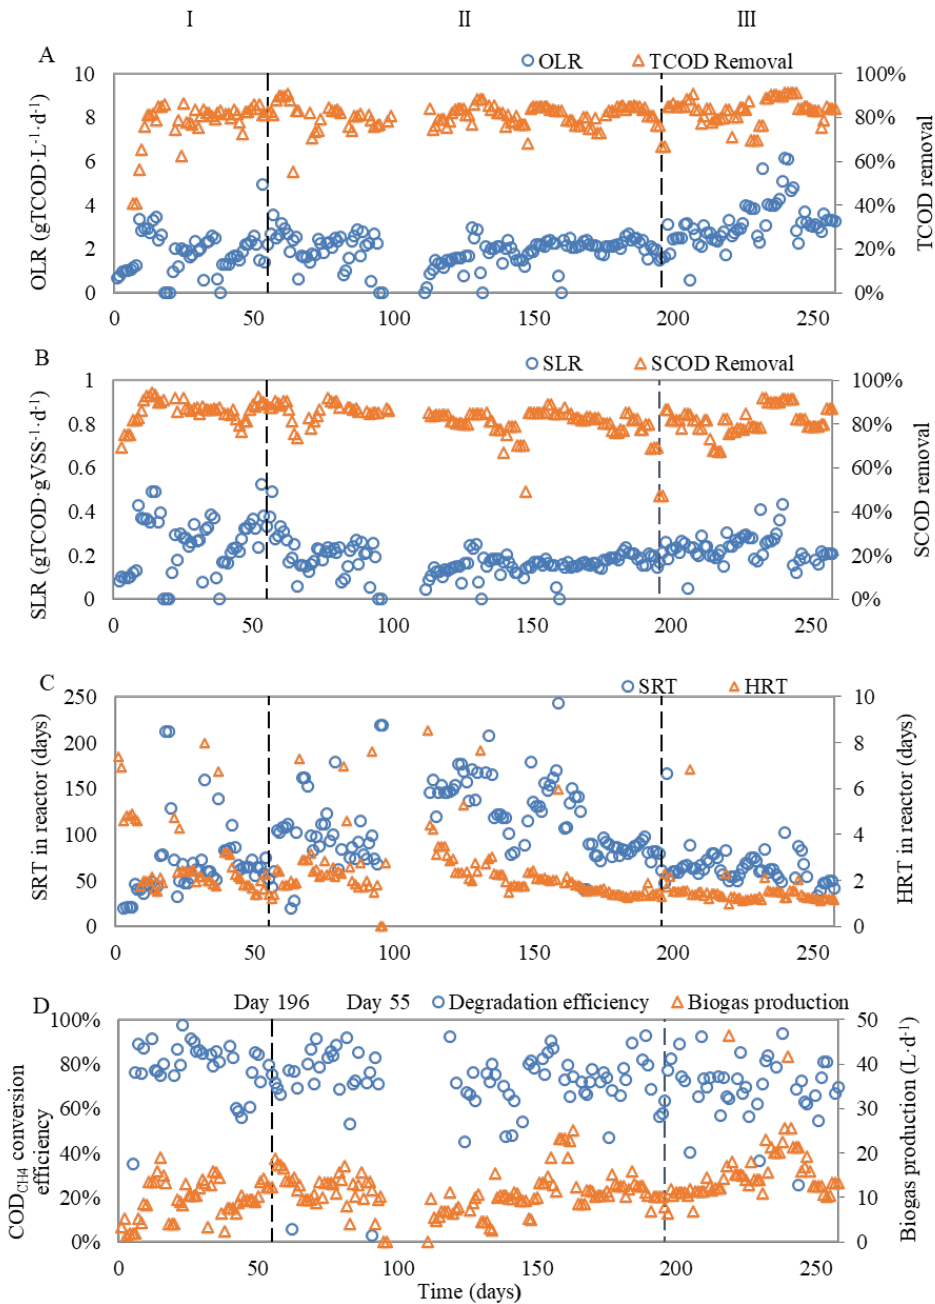 I II III
A
OLR TCOD Removal
10 100%
8 80%
6 60%
4 40%
2 20%
0 0%
0 50 100 150 200 250
OLR (gTCOD·L⁻¹·d⁻¹)
TCOD removal
B
SLR SCOD Removal
1 100%
0.8 80%
0.6 60%
0.4 40%
0.2 20%
0 0%
0 50 100 150 200 250
SLR (gTCOD·gVSS⁻¹·d⁻¹)
SCOD removal
C
SRT HRT
250 10
200 8
150 6
100 4
50 2
0 0
0 50 100 150 200 250
SRT in reactor (days)
HRT in reactor (days)
D
Day 196 Day 55 Degradation efficiency Biogas production
100% 50
80% 40
60% 30
40% 20
20% 10
0% 0
0 50 100 150 200 250
COD_CH4 conversion
efficiency
Biogas production (L·d⁻¹)
Time (days)